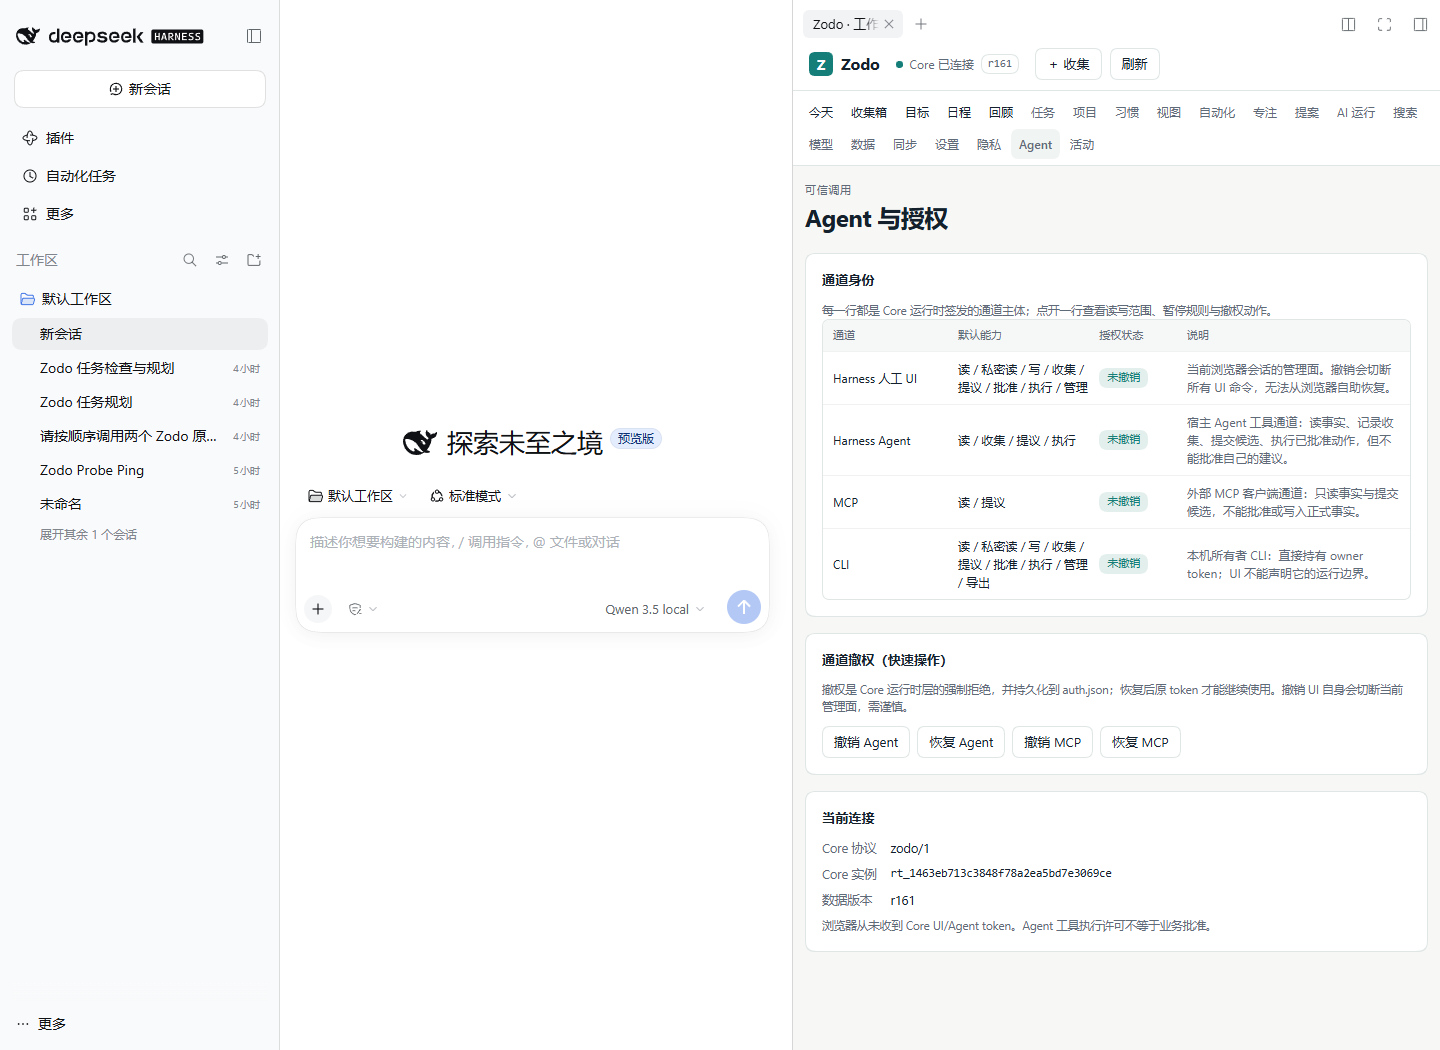 deepseek HARNESS
新会话
插件
自动化任务
更多
工作区
默认工作区
新会话
Zodo 任务检查与规划 4小时
Zodo 任务规划 4小时
请按顺序调用两个 Zodo 原... 4小时
Zodo Probe Ping 5小时
未命名 5小时
展开其余 1 个会话
更多
探索未至之境 预览版
默认工作区 标准模式
描述你想要构建的内容, / 调用指令, @ 文件或对话
Qwen 3.5 local
Zodo · 工作
Z Zodo Core 已连接 r161 + 收集 刷新
今天 收集箱 目标 日程 回顾 任务 项目 习惯 视图 自动化 专注 提案 AI 运行 搜索
模型 数据 同步 设置 隐私 Agent 活动
可信调用
Agent 与授权
通道身份
每一行都是 Core 运行时签发的通道主体；点开一行查看读写范围、暂停规则与撤权动作。
通道 默认能力 授权状态 说明
Harness 人工 UI
读 / 私密读 / 写 / 收集 /
提议 / 批准 / 执行 / 管理
未撤销
当前浏览器会话的管理面。撤销会切断
所有 UI 命令，无法从浏览器自助恢复。
Harness Agent
读 / 收集 / 提议 / 执行
未撤销
宿主 Agent 工具通道：读事实、记录收
集、提交候选、执行已批准动作，但不
能批准自己的建议。
MCP
读 / 提议
未撤销
外部 MCP 客户端通道：只读事实与提交
候选，不能批准或写入正式事实。
CLI
读 / 私密读 / 写 / 收集 /
提议 / 批准 / 执行 / 管理
/ 导出
未撤销
本机所有者 CLI：直接持有 owner
token；UI 不能声明它的运行边界。
通道撤权（快速操作）
撤权是 Core 运行时层的强制拒绝，并持久化到 auth.json；恢复后原 token 才能继续使用。撤销 UI 自身会切断当前
管理面，需谨慎。
撤销 Agent 恢复 Agent 撤销 MCP 恢复 MCP
当前连接
Core 协议 zodo/1
Core 实例 rt_1463eb713c3848f78a2ea5bd7e3069ce
数据版本 r161
浏览器从未收到 Core UI/Agent token。Agent 工具执行许可不等于业务批准。